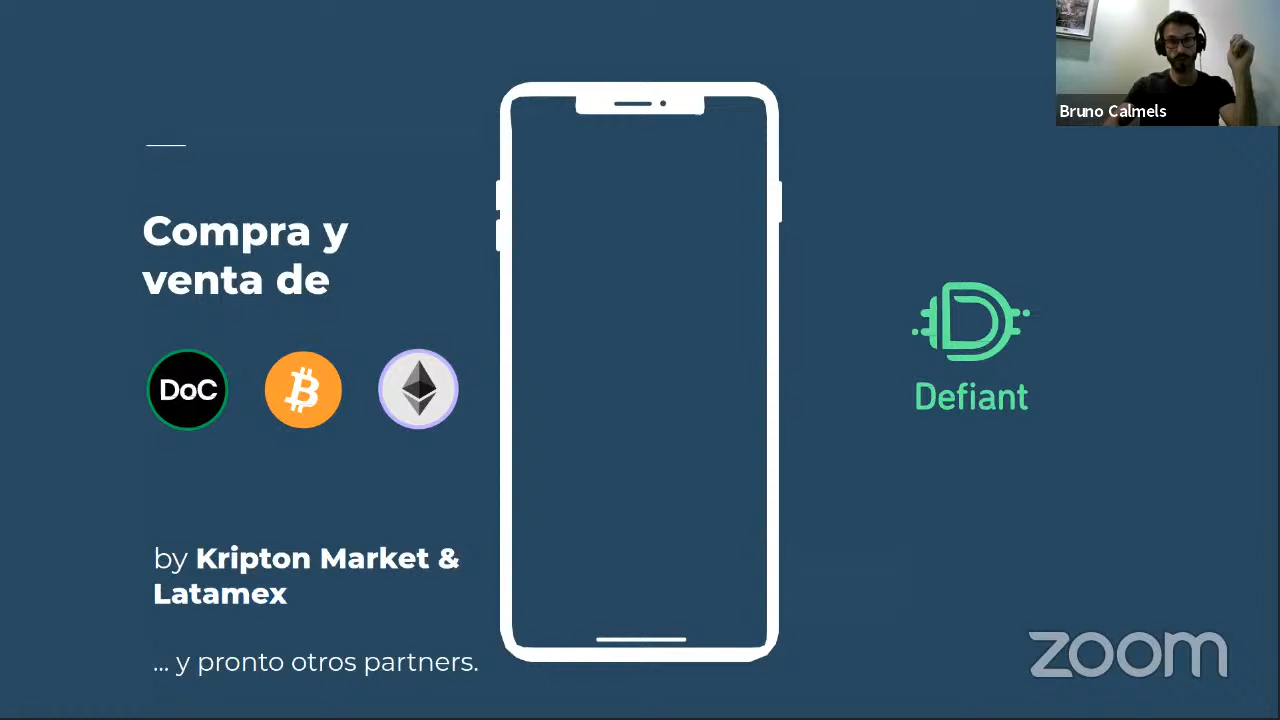 Bruno Calmels
Compra y
venta de
DoC
Defiant
by Kripton Market &
Latamex
... y pronto otros partners.
zoom